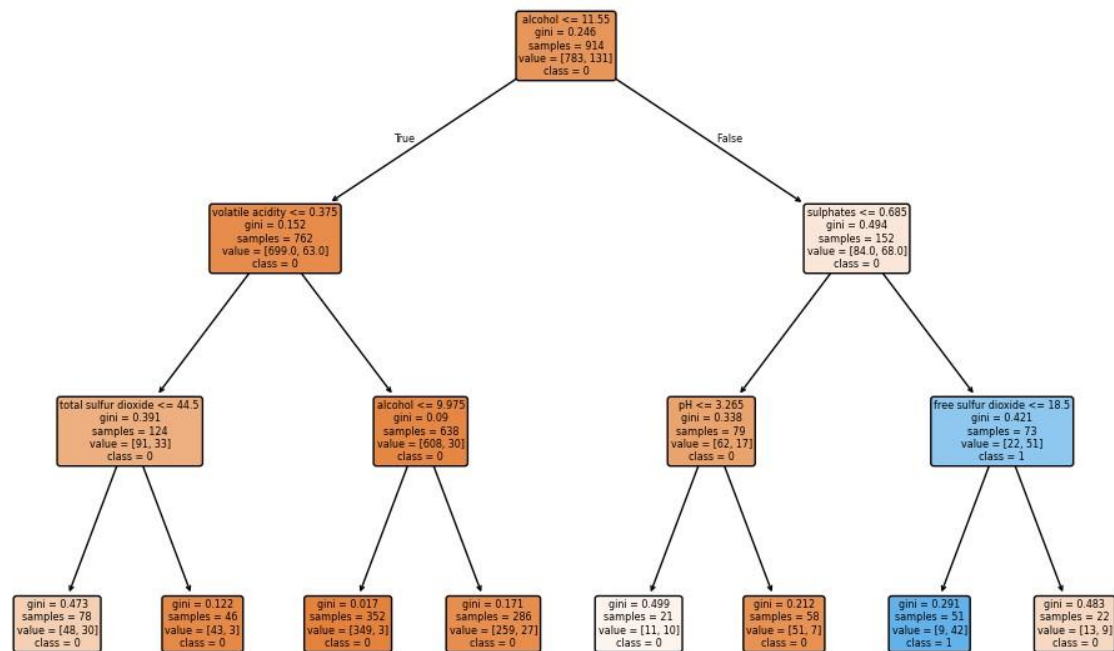 alcohol <= 11.55
gini = 0.246
samples = 914
value = [783, 131]
class = 0
True
False
volatile acidity <= 0.375
gini = 0.152
samples = 762
value = [699.0, 63.0]
class = 0
sulphates <= 0.685
gini = 0.494
samples = 152
value = [84.0, 68.0]
class = 0
total sulfur dioxide <= 44.5
gini = 0.391
samples = 124
value = [91, 33]
class = 0
alcohol <= 9.975
gini = 0.09
samples = 638
value = [608, 30]
class = 0
pH <= 3.265
gini = 0.338
samples = 79
value = [62, 17]
class = 0
free sulfur dioxide <= 18.5
gini = 0.421
samples = 73
value = [22, 51]
class = 1
gini = 0.473
samples = 78
value = [48, 30]
class = 0
gini = 0.122
samples = 46
value = [43, 3]
class = 0
gini = 0.017
samples = 352
value = [349, 3]
class = 0
gini = 0.171
samples = 286
value = [259, 27]
class = 0
gini = 0.499
samples = 21
value = [11, 10]
class = 0
gini = 0.212
samples = 58
value = [51, 7]
class = 0
gini = 0.291
samples = 51
value = [9, 42]
class = 1
gini = 0.483
samples = 22
value = [13, 9]
class = 0